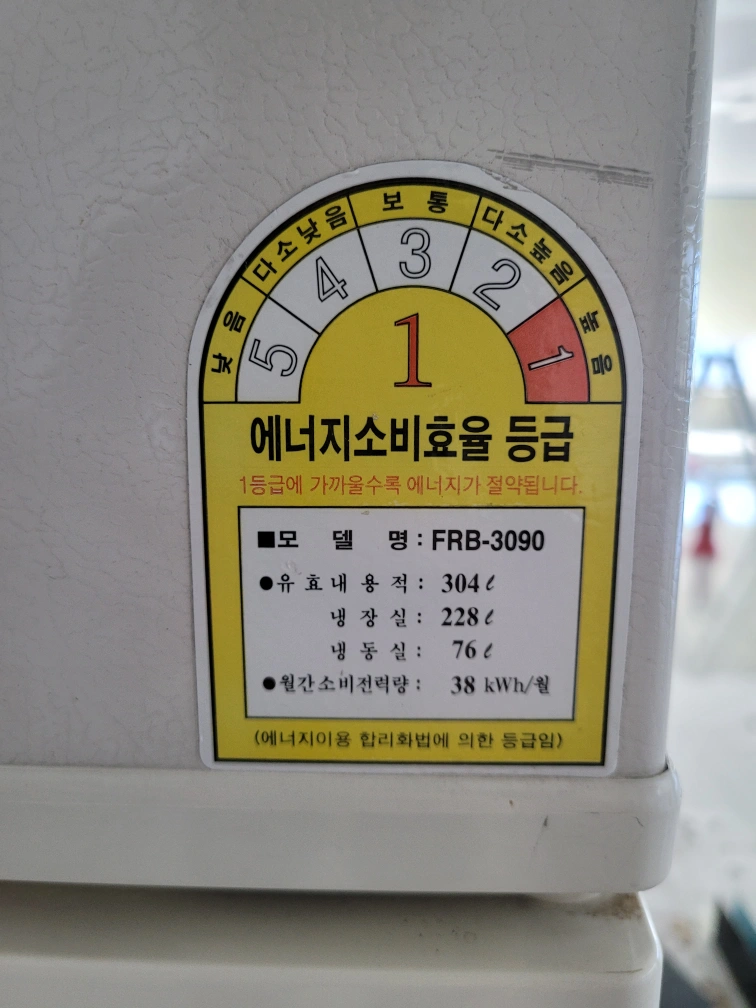 낮음 다소낮음 보통 다소높음 높음
5 4 3 2 1
1
에너지소비효율 등급
1등급에 가까울수록 에너지가 절약됩니다.
■모 델 명 : FRB-3090
●유효내용적 : 304ℓ
냉장실 : 228ℓ
냉동실 : 76ℓ
●월간소비전력량 : 38 kWh/월
(에너지이용 합리화법에 의한 등급임)